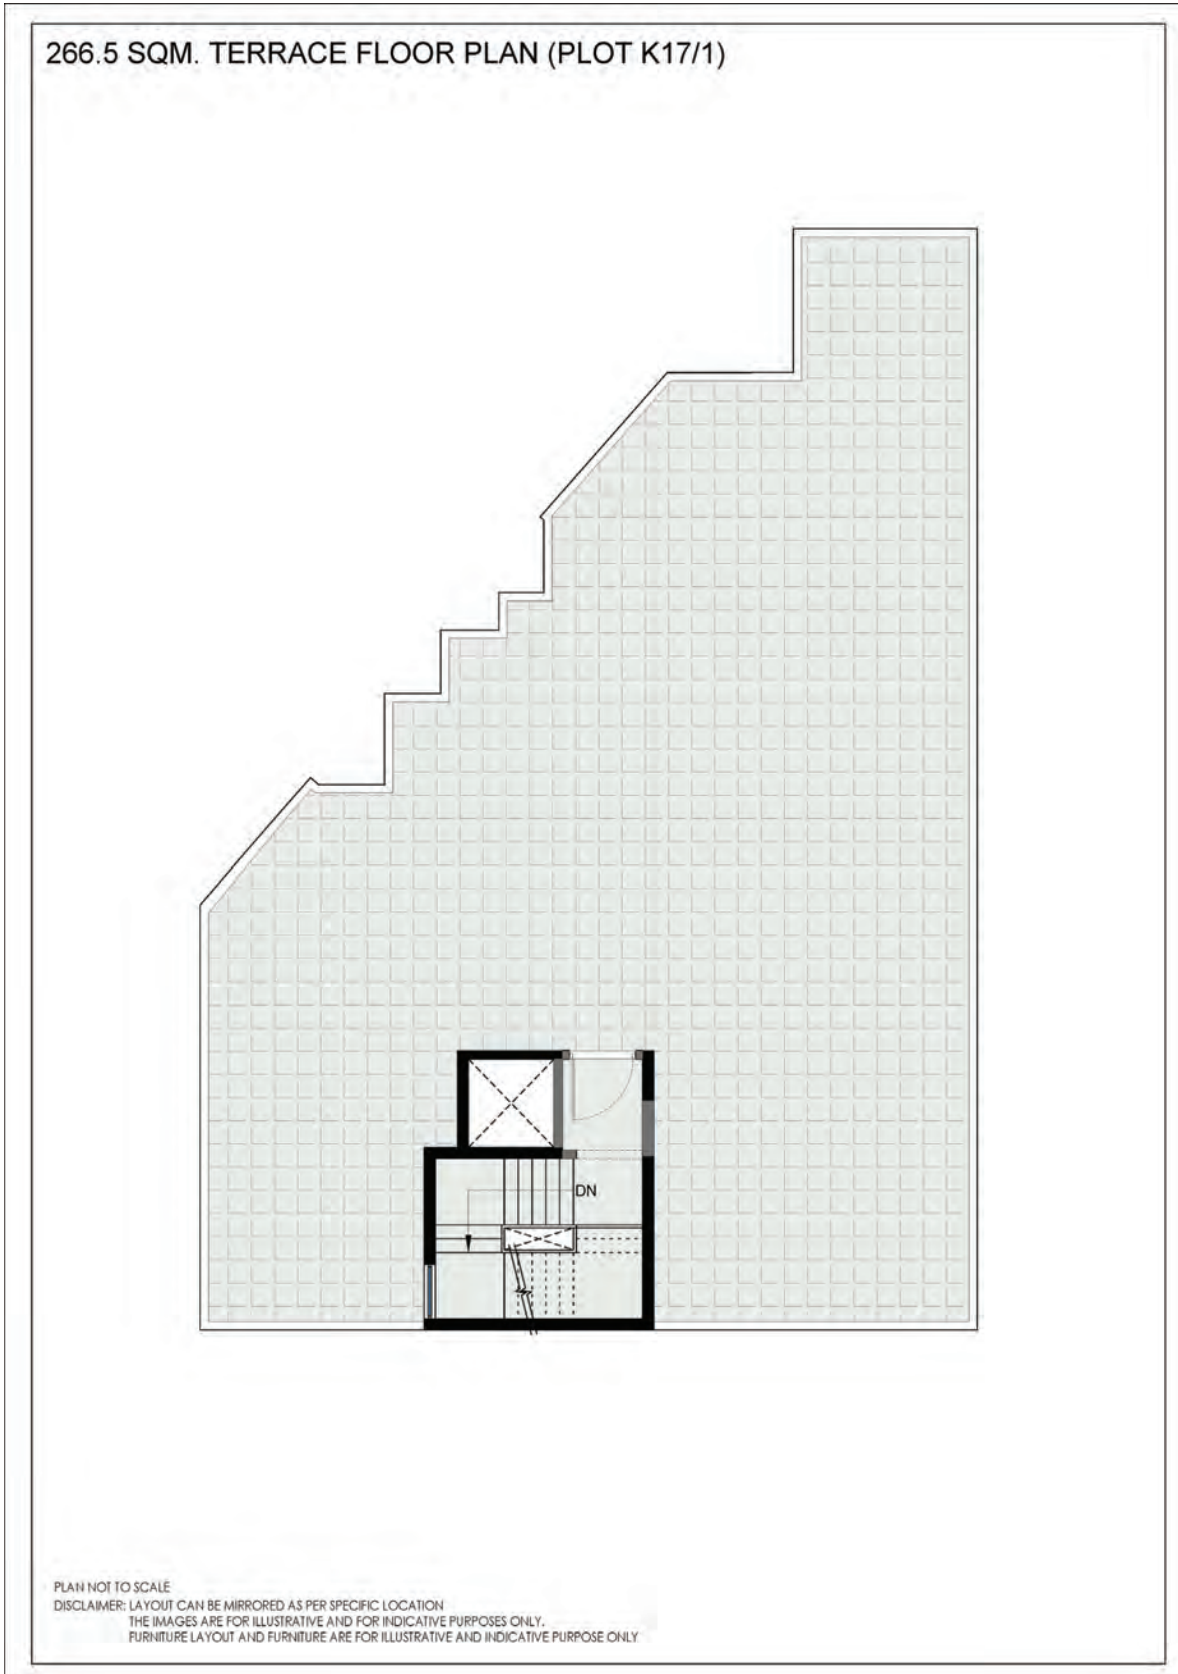 266.5 SQM. TERRACE FLOOR PLAN (PLOT K17/1)
DN
PLAN NOT TO SCALE
DISCLAIMER: LAYOUT CAN BE MIRRORED AS PER SPECIFIC LOCATION
THE IMAGES ARE FOR ILLUSTRATIVE AND FOR INDICATIVE PURPOSES ONLY.
FURNITURE LAYOUT AND FURNITURE ARE FOR ILLUSTRATIVE AND INDICATIVE PURPOSE ONLY